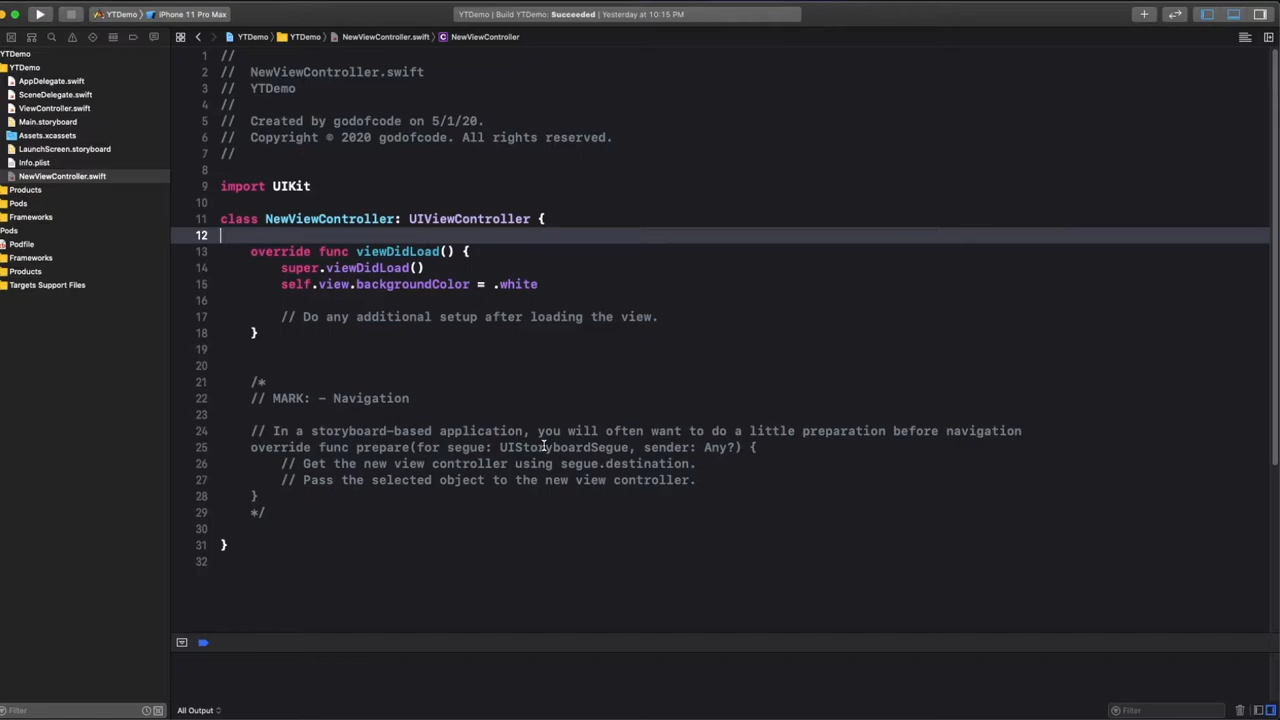 YTDemo
iPhone 11 Pro Max
YTDemo | Build YTDemo: Succeeded | Yesterday at 10:15 PM
YTDemo
YTDemo
NewViewController.swift
C
NewViewController
YTDemo
YTDemo
AppDelegate.swift
SceneDelegate.swift
ViewController.swift
Main.storyboard
Assets.xcassets
LaunchScreen.storyboard
Info.plist
NewViewController.swift
Products
Pods
Frameworks
Pods
Podfile
Frameworks
Products
Targets Support Files
1 //
2 // NewViewController.swift
3 // YTDemo
4 //
5 // Created by godofcode on 5/1/20.
6 // Copyright © 2020 godofcode. All rights reserved.
7 //
8
9 import UIKit
10
11 class NewViewController: UIViewController {
12
13 override func viewDidLoad() {
14 super.viewDidLoad()
15 self.view.backgroundColor = .white
16
17 // Do any additional setup after loading the view.
18 }
19
20
21 /*
22 // MARK: - Navigation
23
24 // In a storyboard-based application, you will often want to do a little preparation before navigation
25 override func prepare(for segue: UIStoryboardSegue, sender: Any?) {
26 // Get the new view controller using segue.destination.
27 // Pass the selected object to the new view controller.
28 }
29 */
30
31 }
32
Filter
All Output
Filter